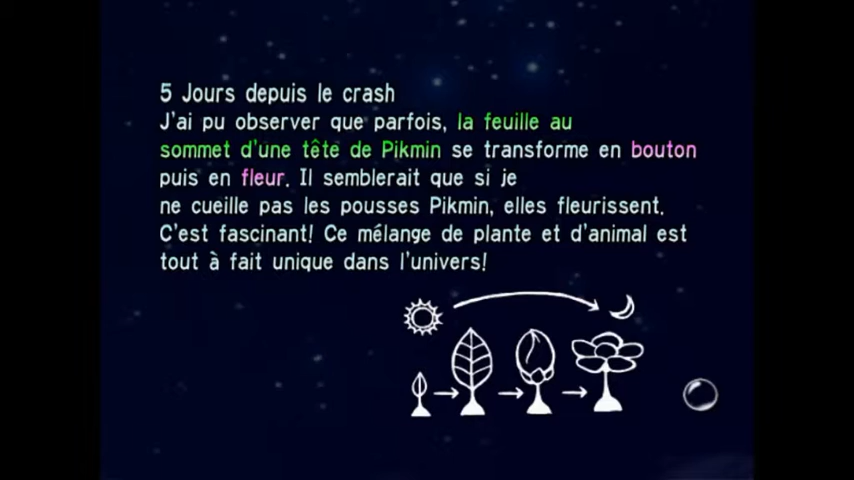 5 Jours depuis le crash
J'ai pu observer que parfois, la feuille au
sommet d'une tête de Pikmin se transforme en bouton
puis en fleur. Il semblerait que si je
ne cueille pas les pousses Pikmin, elles fleurissent.
C'est fascinant! Ce mélange de plante et d'animal est
tout à fait unique dans l'univers!